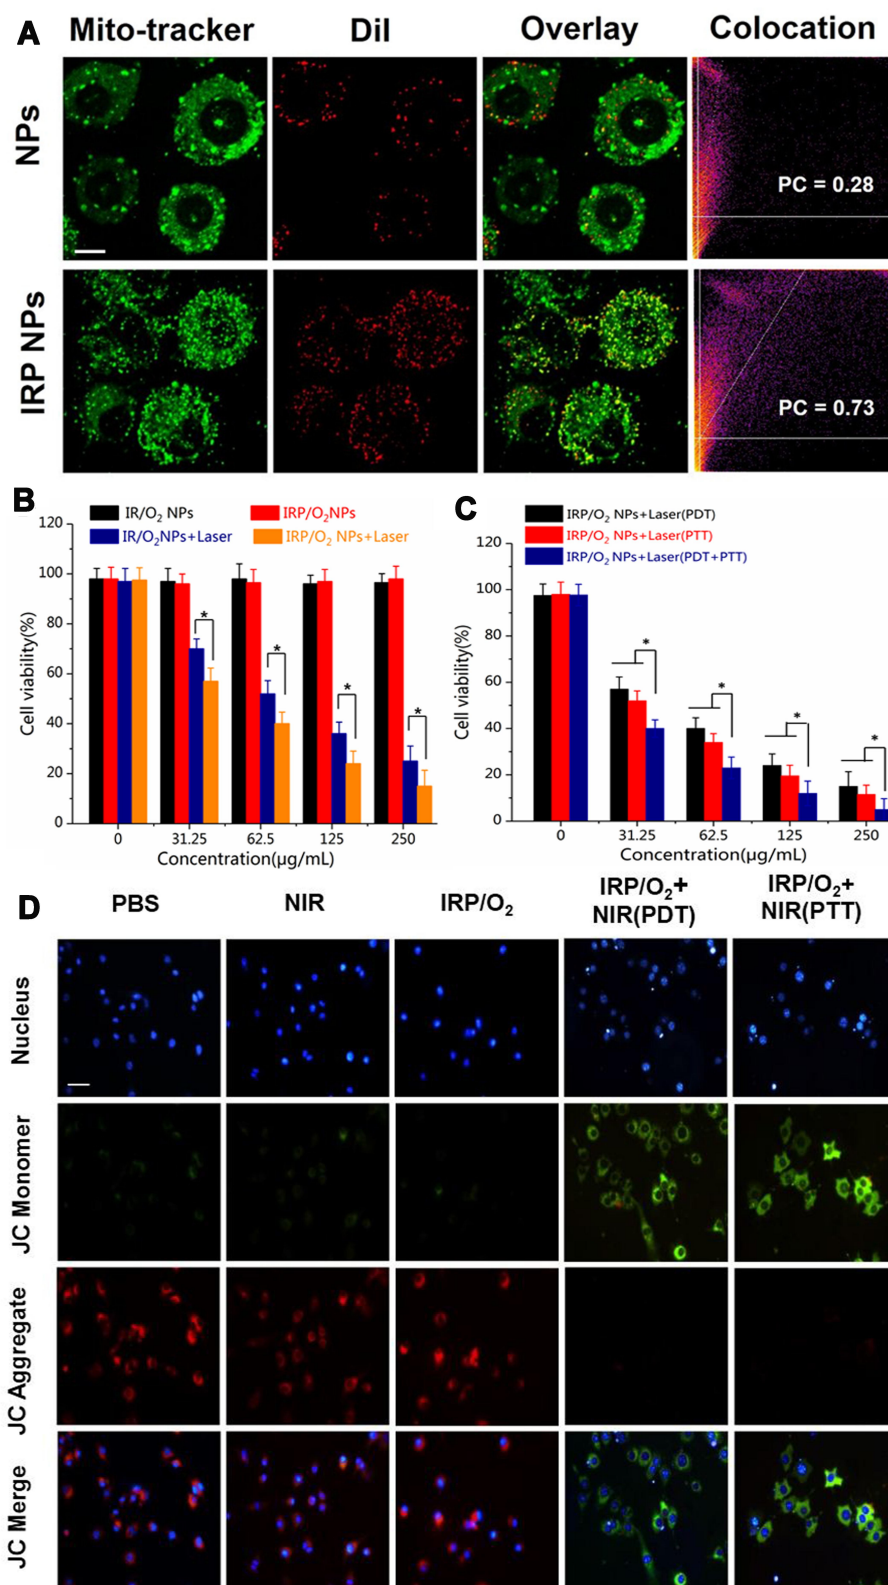 A
Mito-tracker
DiI
Overlay
Colocation
NPs
PC = 0.28
IRP NPs
PC = 0.73
B
IR/O₂ NPs
IRP/O₂NPs
IR/O₂NPs+Laser
IRP/O₂ NPs+Laser
Cell viability(%)
120
100
80
60
40
20
0
*
*
*
*
0
31.25
62.5
125
250
Concentration(μg/mL)
C
IRP/O₂ NPs+Laser(PDT)
IRP/O₂ NPs+Laser(PTT)
IRP/O₂ NPs+Laser(PDT+PTT)
Cell viability(%)
120
100
80
60
40
20
0
*
*
*
*
0
31.25
62.5
125
250
Concentration(μg/mL)
D
PBS
NIR
IRP/O₂
IRP/O₂+
NIR(PDT)
IRP/O₂+
NIR(PTT)
Nucleus
JC Monomer
JC Aggregate
JC Merge